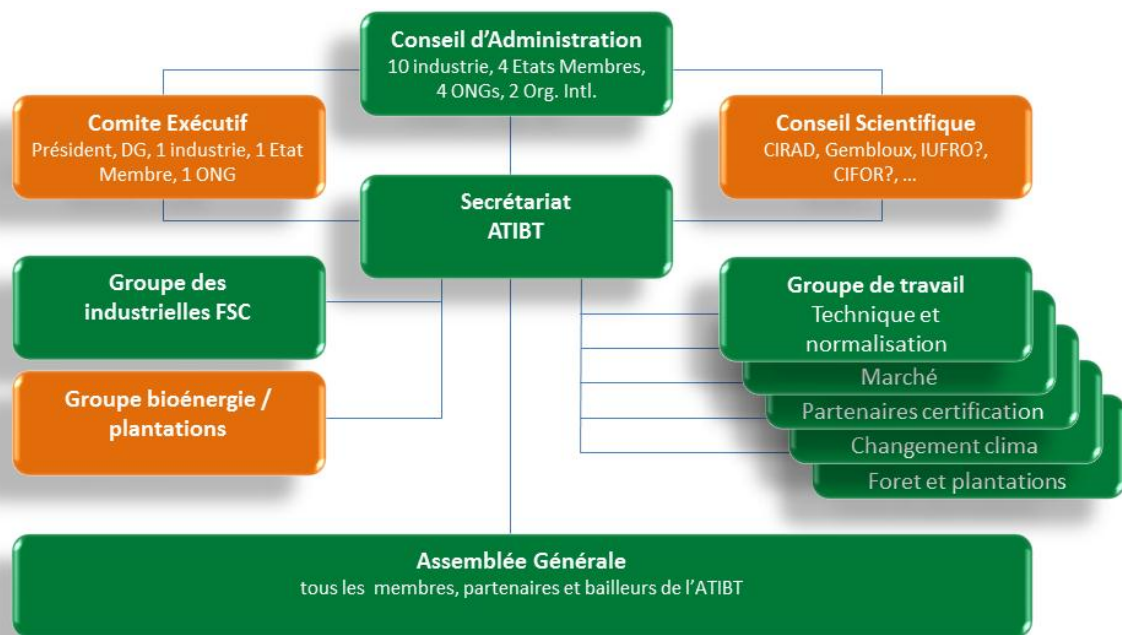 Conseil d’Administration
10 industrie, 4 Etats Membres,
4 ONGs, 2 Org. Intl.
Comite Exécutif
Président, DG, 1 industrie, 1 Etat
Membre, 1 ONG
Conseil Scientifique
CIRAD, Gembloux, IUFRO?,
CIFOR?, ...
Secrétariat
ATIBT
Groupe des
industrielles FSC
Groupe bioénergie /
plantations
Groupe de travail
Technique et
normalisation
Marché
Partenaires certification
Changement clima
Foret et plantations
Assemblée Générale
tous les membres, partenaires et bailleurs de l’ATIBT